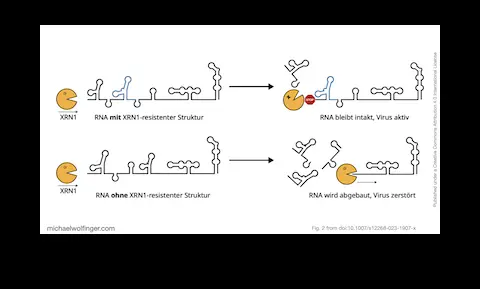 XRN1
RNA mit XRN1-resistenter Struktur
STOP
RNA bleibt intakt, Virus aktiv
XRN1
RNA ohne XRN1-resistenter Struktur
RNA wird abgebaut, Virus zerstört
michaelwolfinger.com
Fig. 2 from doi:10.1007/s12268-023-1907-x
Published under a Creative Commons Attribution 4.0 International License